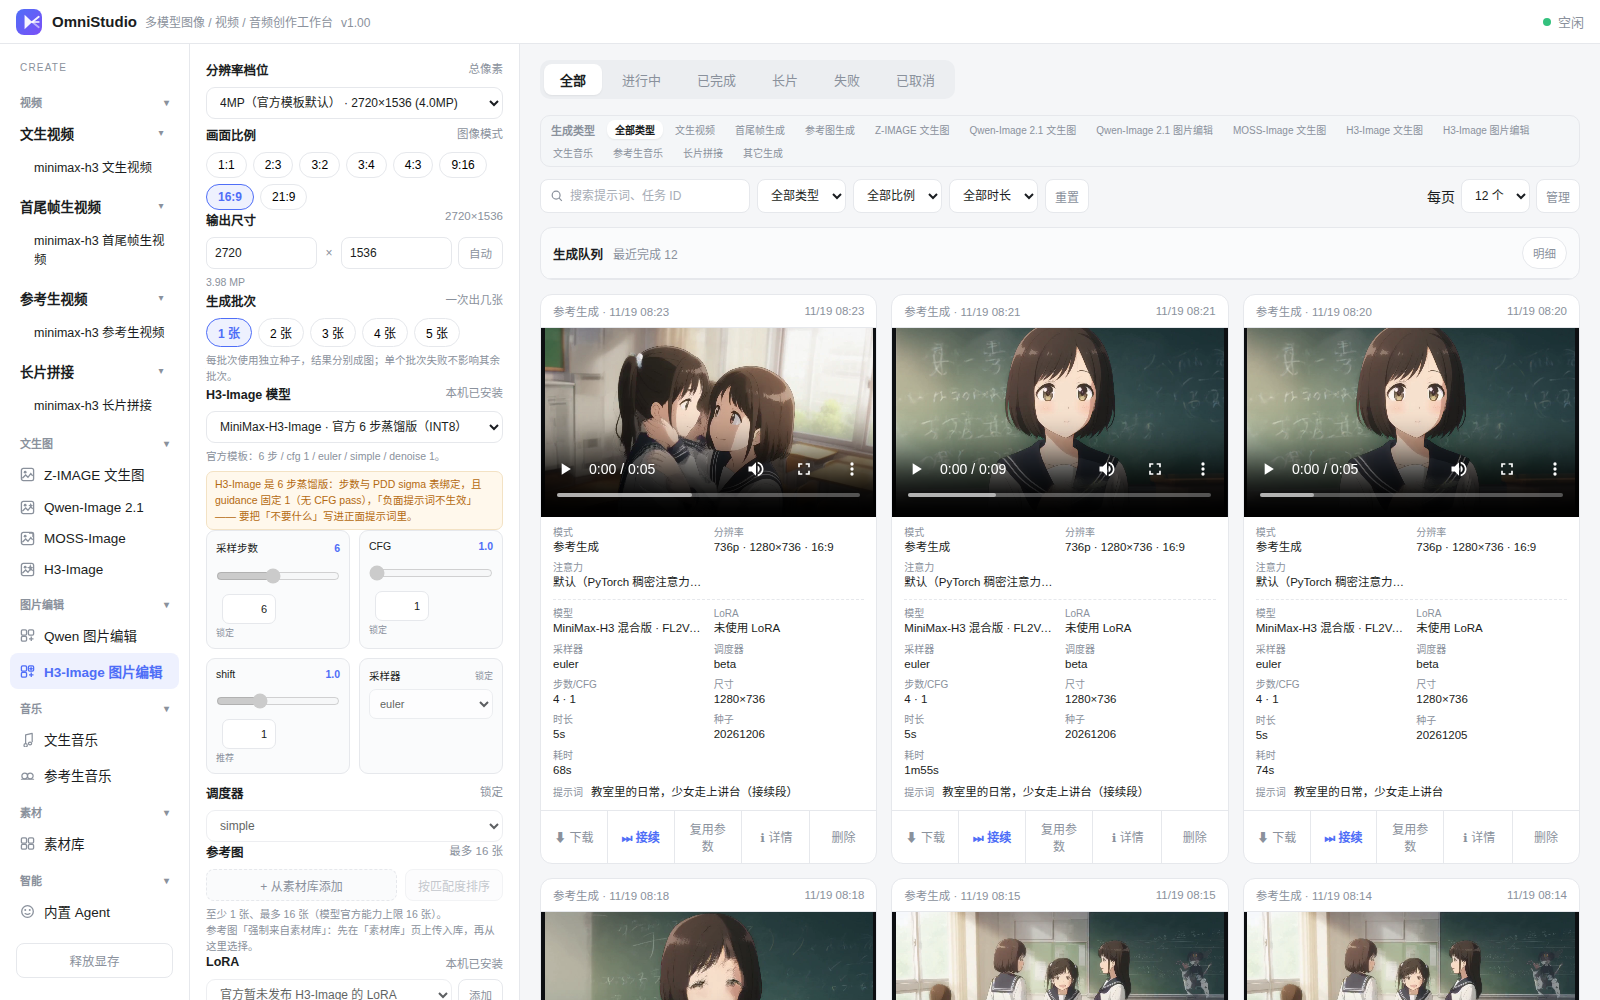 OmniStudio 多模型图像 / 视频 / 音频创作工作台 v1.00
空闲
CREATE
视频
文生视频
minimax-h3 文生视频
首尾帧生视频
minimax-h3 首尾帧生视
频
参考生视频
minimax-h3 参考生视频
长片拼接
minimax-h3 长片拼接
文生图
Z-IMAGE 文生图
Qwen-Image 2.1
MOSS-Image
H3-Image
图片编辑
Qwen 图片编辑
H3-Image 图片编辑
音乐
文生音乐
参考生音乐
素材
素材库
智能
内置 Agent
释放显存
分辨率档位 总像素
4MP（官方模板默认） · 2720×1536 (4.0MP)
画面比例 图像模式
1:1 2:3 3:2 3:4 4:3 9:16
16:9 21:9
输出尺寸 2720×1536
2720 × 1536 自动
3.98 MP
生成批次 一次出几张
1 张 2 张 3 张 4 张 5 张
每批次使用独立种子，结果分别成图；单个批次失败不影响其余
批次。
H3-Image 模型 本机已安装
MiniMax-H3-Image · 官方 6 步蒸馏版（INT8）
官方模板：6 步 / cfg 1 / euler / simple / denoise 1。
H3-Image 是 6 步蒸馏版：步数与 PDD sigma 表绑定，且
guidance 固定 1（无 CFG pass），「负面提示词不生效」
—— 要把「不要什么」写进正面提示词里。
采样步数 6
6
锁定
CFG 1.0
1
锁定
shift 1.0
1
推荐
采样器 锁定
euler
调度器 锁定
simple
参考图 最多 16 张
+ 从素材库添加 按匹配度排序
至少 1 张、最多 16 张（模型官方能力上限 16 张）。
参考图「强制来自素材库」：先在「素材库」页上传入库，再从
这里选择。
LoRA 本机已安装
官方暂未发布 H3-Image 的 LoRA 添加
全部 进行中 已完成 长片 失败 已取消
生成类型 全部类型 文生视频 首尾帧生成 参考图生成 Z-IMAGE 文生图 Qwen-Image 2.1 文生图 Qwen-Image 2.1 图片编辑 MOSS-Image 文生图 H3-Image 文生图 H3-Image 图片编辑
文生音乐 参考生音乐 长片拼接 其它生成
搜索提示词、任务 ID 全部类型 全部比例 全部时长 重置 每页 12 个 管理
生成队列 最近完成 12 明细
参考生成 · 11/19 08:23 11/19 08:23
0:00 / 0:05
模式 分辨率
参考生成 736p · 1280×736 · 16:9
注意力
默认（PyTorch 稠密注意力…
模型 LoRA
MiniMax-H3 混合版 · FL2V… 未使用 LoRA
采样器 调度器
euler beta
步数/CFG 尺寸
4 · 1 1280×736
时长 种子
5s 20261206
耗时
68s
提示词 教室里的日常，少女走上讲台（接续段）
下载 接续 复用参数 详情 删除
参考生成 · 11/19 08:21 11/19 08:21
0:00 / 0:09
模式 分辨率
参考生成 736p · 1280×736 · 16:9
注意力
默认（PyTorch 稠密注意力…
模型 LoRA
MiniMax-H3 混合版 · FL2V… 未使用 LoRA
采样器 调度器
euler beta
步数/CFG 尺寸
4 · 1 1280×736
时长 种子
5s 20261206
耗时
1m55s
提示词 教室里的日常，少女走上讲台（接续段）
下载 接续 复用参数 详情 删除
参考生成 · 11/19 08:20 11/19 08:20
0:00 / 0:05
模式 分辨率
参考生成 736p · 1280×736 · 16:9
注意力
默认（PyTorch 稠密注意力…
模型 LoRA
MiniMax-H3 混合版 · FL2V… 未使用 LoRA
采样器 调度器
euler beta
步数/CFG 尺寸
4 · 1 1280×736
时长 种子
5s 20261205
耗时
74s
提示词 教室里的日常，少女走上讲台
下载 接续 复用参数 详情 删除
参考生成 · 11/19 08:18 11/19 08:18
参考生成 · 11/19 08:15 11/19 08:15
参考生成 · 11/19 08:14 11/19 08:14